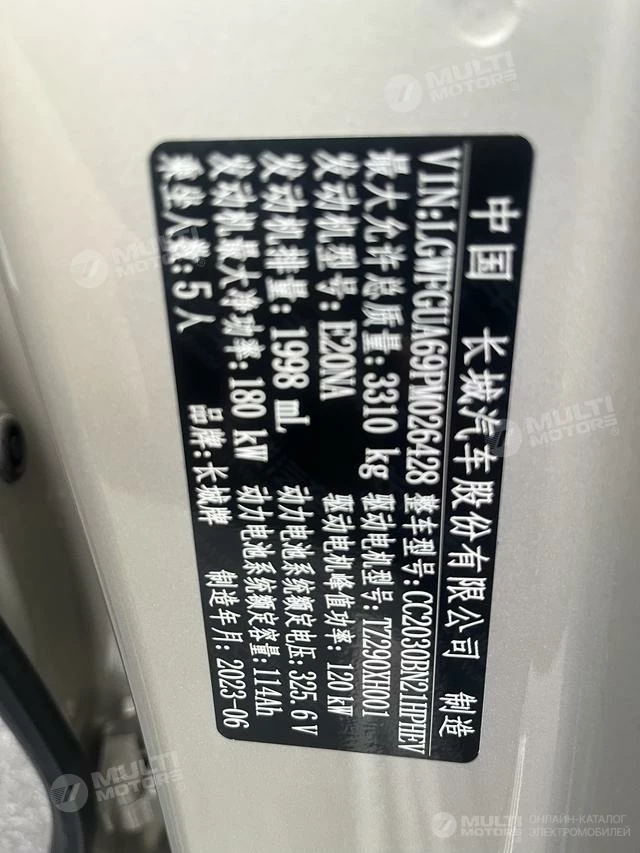 中国 长城汽车股份有限公司 制造
VIN:LGWFGUA69PM026428 整车型号:CC2030BN21HPHEV
最大允许总质量:3310 kg 驱动电机型号:TZ290XH001
发动机型号:E20NA 驱动电机峰值功率:120kW
发动机排量:1998 mL 动力电池系统额定电压:325.6V
发动机最大净功率:180 kW 动力电池系统额定容量:114Ah
乘坐人数:5人 品牌:长城牌 制造年月:2023-06
MULTI
MOTORS
MULTI
MOTORS
MULTI
MOTORS
MULTI
MOTORS
MULTI
MOTORS
ОНЛАЙН-КАТАЛОГ
ЭЛЕКТРОМОБИЛЕЙ